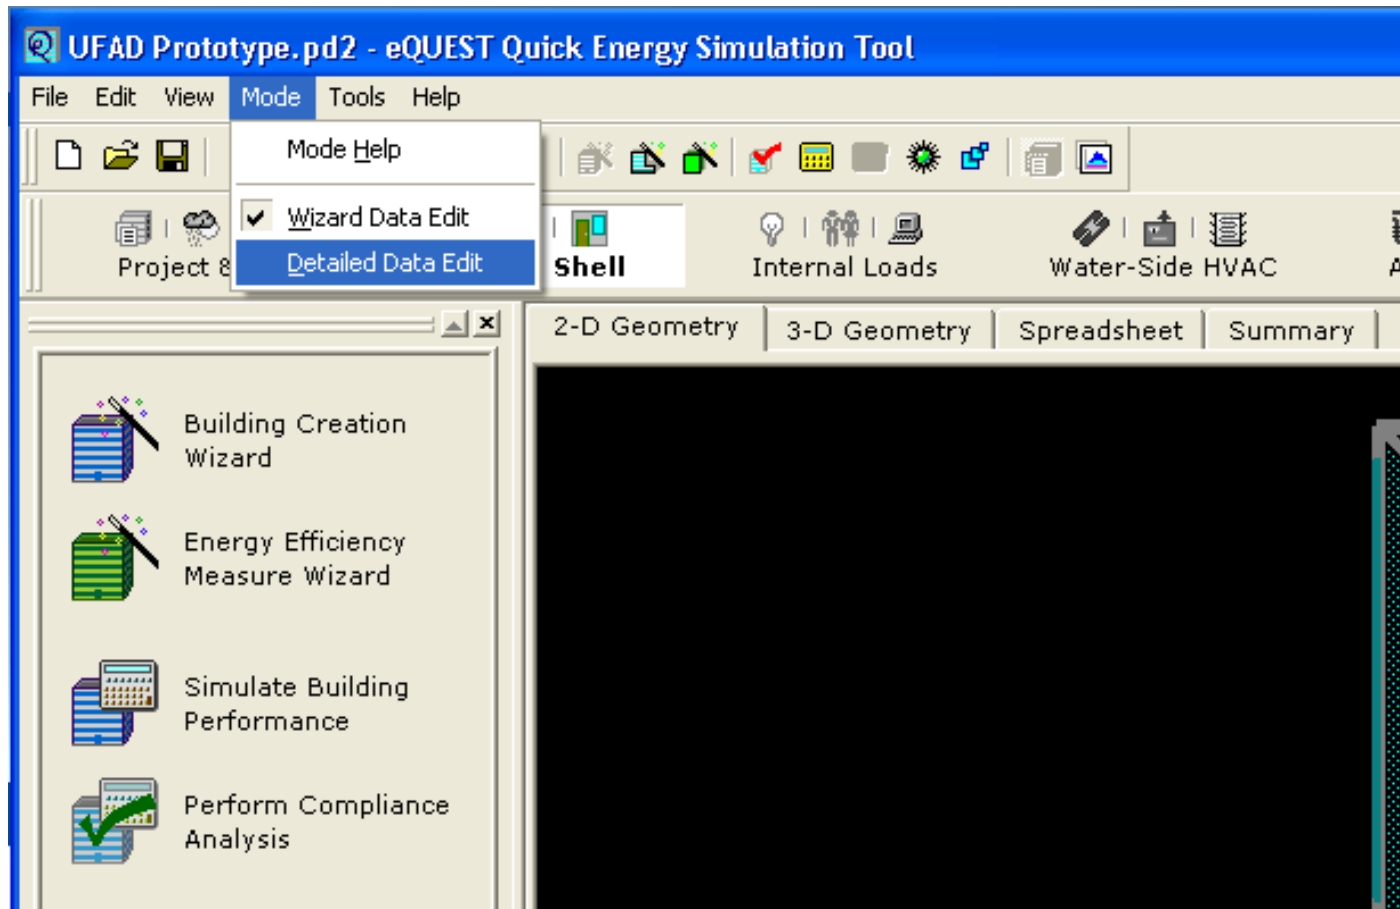 UFAD Prototype.pd2 - eQUEST Quick Energy Simulation Tool
File Edit View Mode Tools Help
Mode Help
Wizard Data Edit
Detailed Data Edit
Project &
Shell
Internal Loads
Water-Side HVAC
2-D Geometry
3-D Geometry
Spreadsheet
Summary
Building Creation
Wizard
Energy Efficiency
Measure Wizard
Simulate Building
Performance
Perform Compliance
Analysis